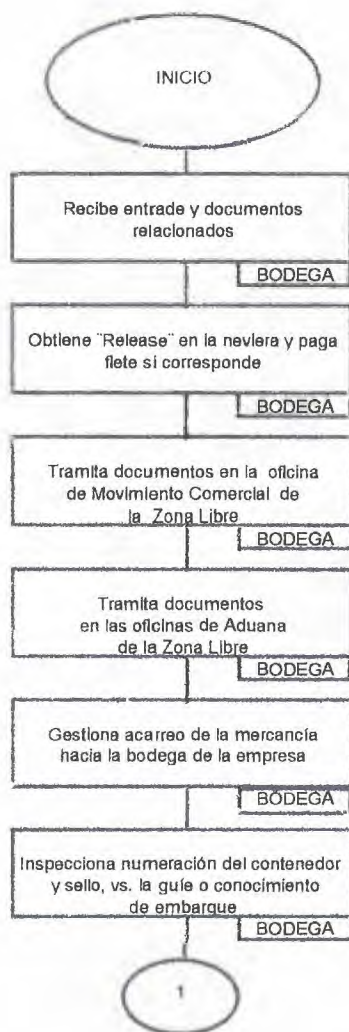 INICIO
Recibe entrade y documentos
relacionados
BODEGA
Obtiene "Release" en la neviera y paga
flete si corresponde
BODEGA
Tramita documentos en la oficina
de Movimiento Comercial de
la Zona Libre
BODEGA
Tramita documentos
en las oficinas de Aduana
de la Zona Libre
BODEGA
Gestiona acarreo de la mercancía
hacia la bodega de la empresa
BODEGA
Inspecciona numeración del contenedor
y sello, vs. la guíe o conocimiento
de embarque
BODEGA
1